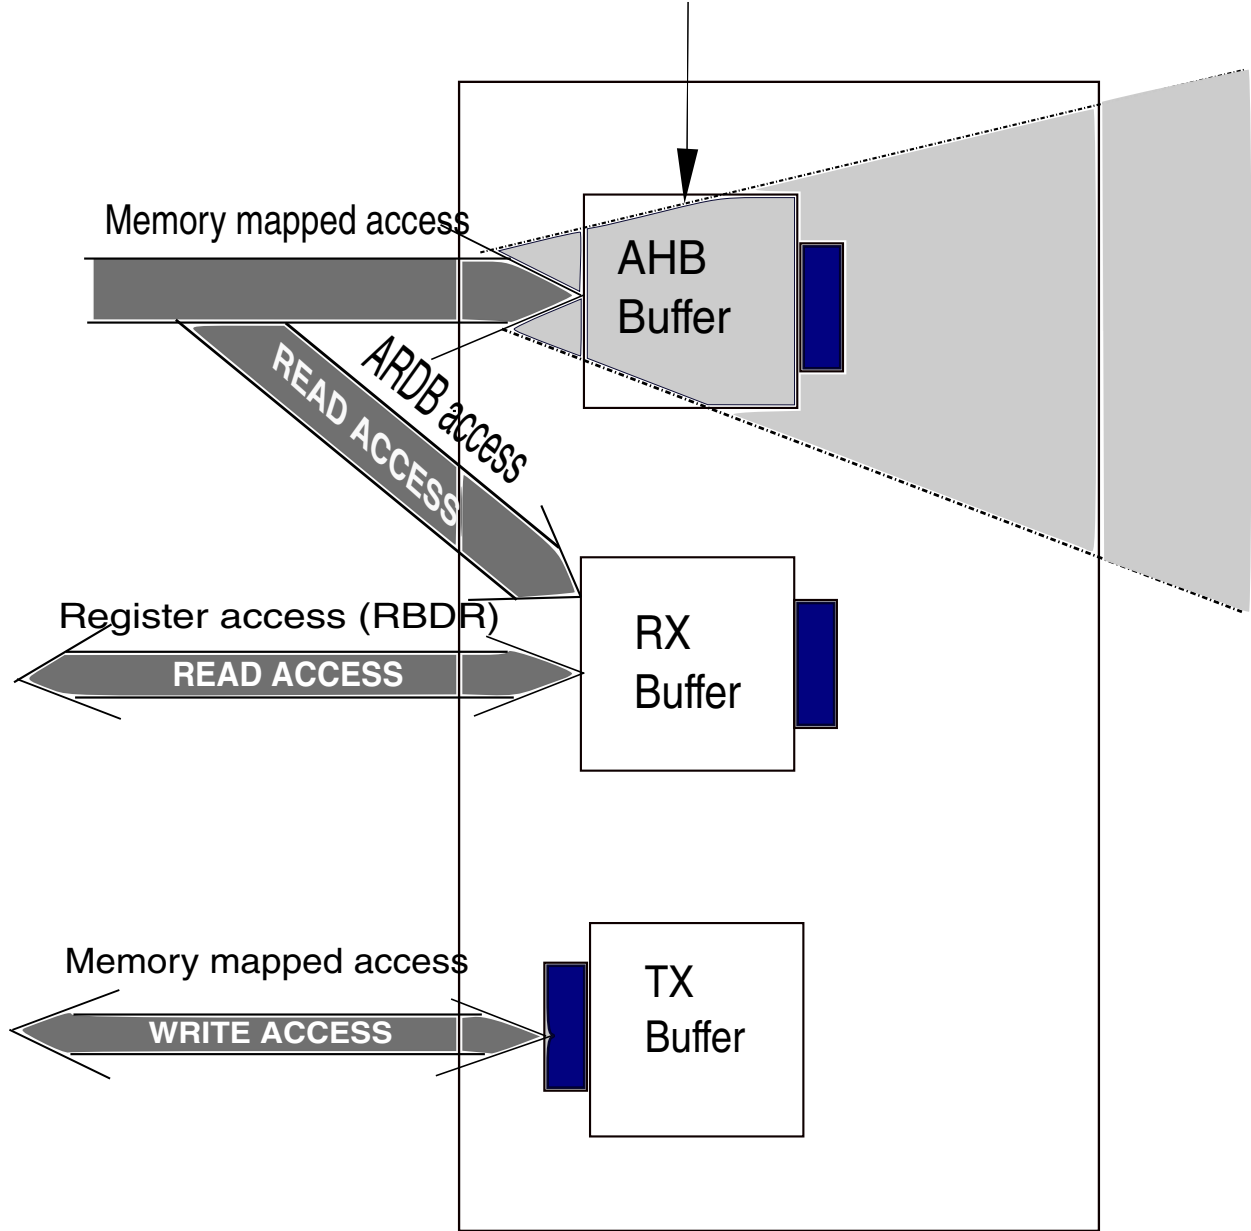 Memory mapped access
AHB
Buffer
ARDB access
READ ACCESS
Register access (RBDR)
READ ACCESS
RX
Buffer
Memory mapped access
WRITE ACCESS
TX
Buffer